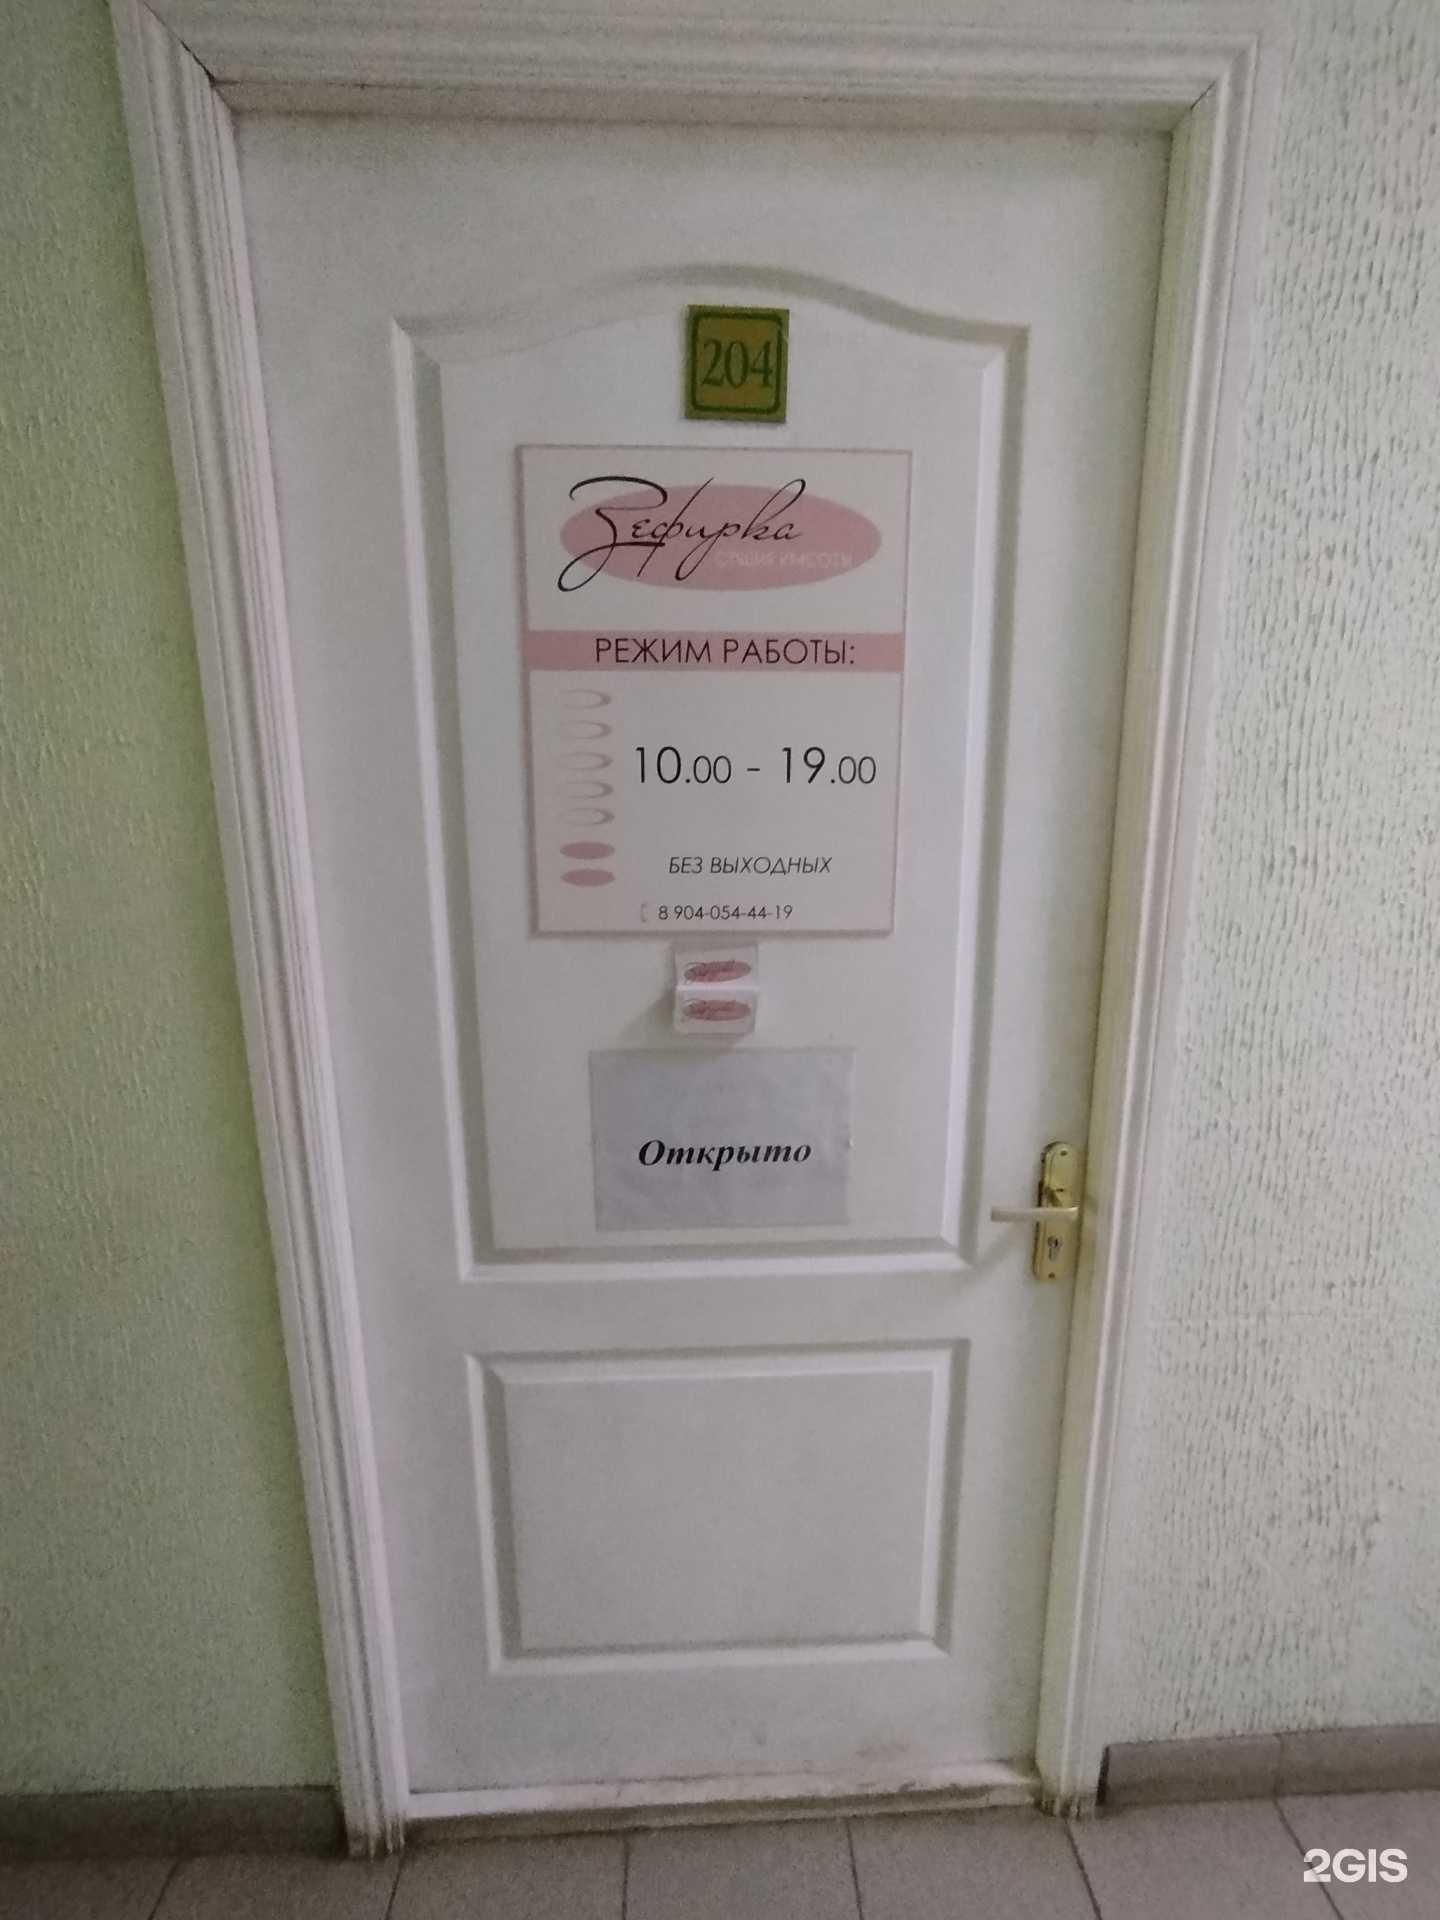 204
Зефирка
СТУДИЯ КРАСОТЫ
РЕЖИМ РАБОТЫ:
10.00 - 19.00
БЕЗ ВЫХОДНЫХ
8 904-054-44-19
Открыто
2GIS